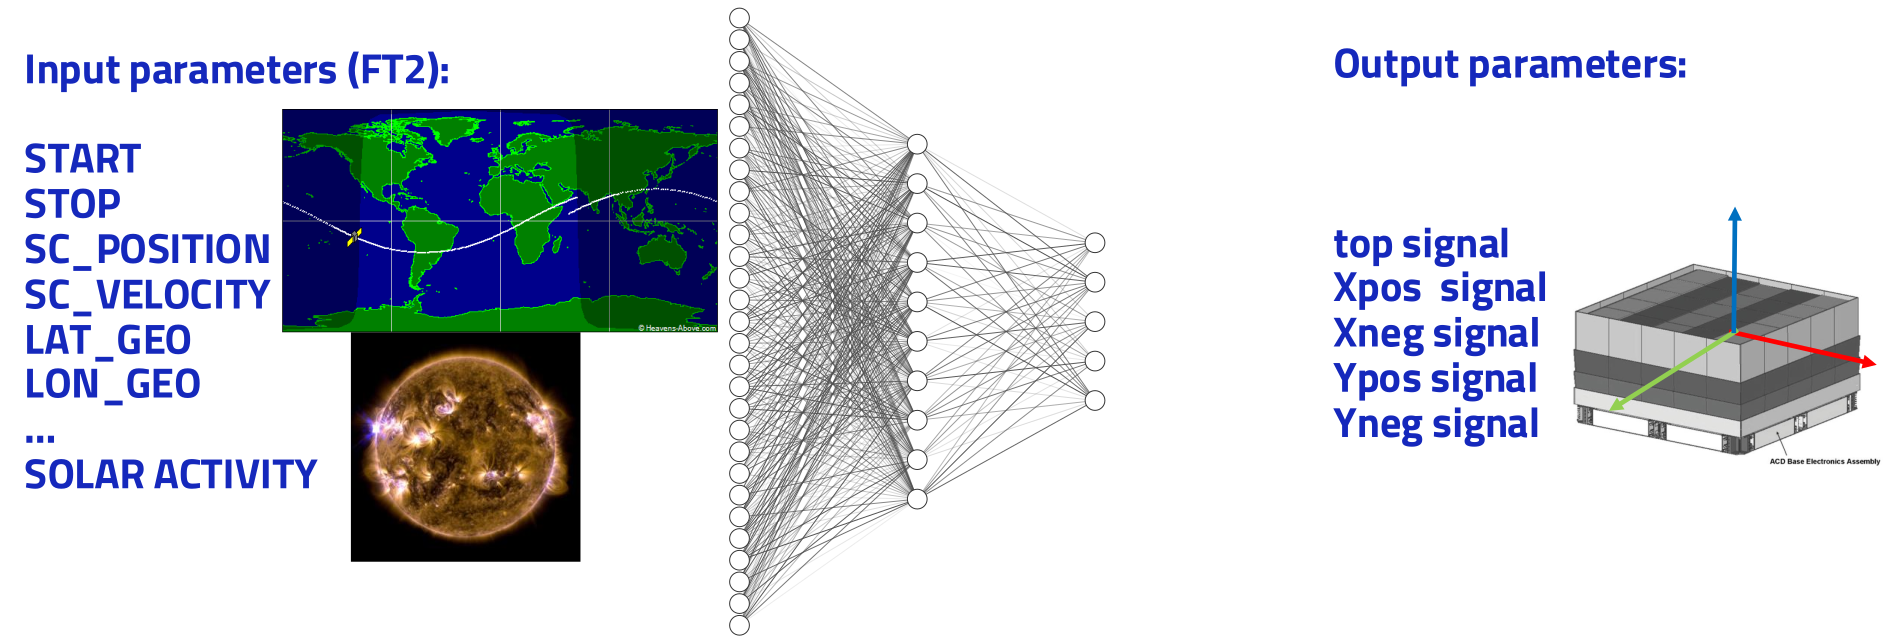 Input parameters (FT2):
START
STOP
SC_POSITION
SC_VELOCITY
LAT_GEO
LON_GEO
...
SOLAR ACTIVITY
© Heavens-Above.com
Output parameters:
top signal
Xpos signal
Xneg signal
Ypos signal
Yneg signal
ACD Base Electronics Assembly